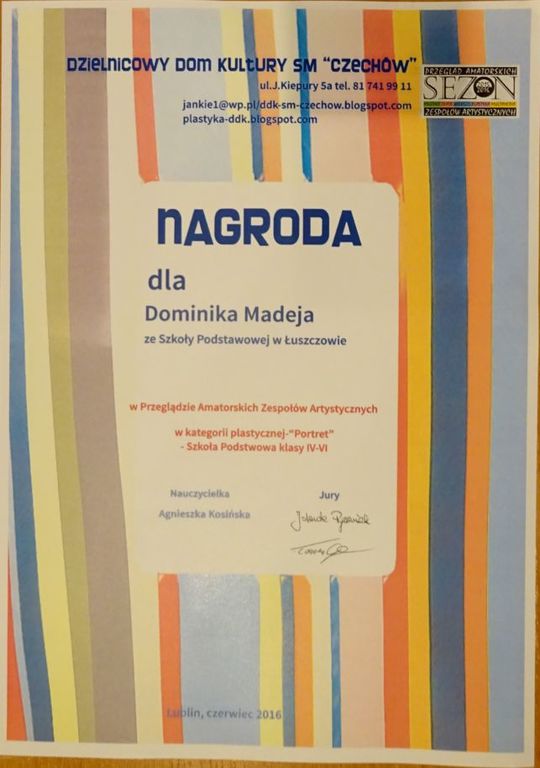 DZIELNICOWY DOM KULTURY SM "CZECHÓW"
ul.J.Kiepury 5a tel. 81 741 99 11
jankie1@wp.pl/ddk-sm-czechow.blogspot.com
plastyka-ddk.blogspot.com
PRZEGLĄD AMATORSKICH
SEZON
2016
ZESPOŁÓW ARTYSTYCZNYCH
NAGRODA
dla
Dominika Madeja
ze Szkoły Podstawowej w Łuszczowie
w Przeglądzie Amatorskich Zespołów Artystycznych
w kategorii plastycznej-"Portret"
- Szkoła Podstwowa klasy IV-VI
Nauczycielka
Agnieszka Kosińska
Jury
Lublin, czerwiec 2016